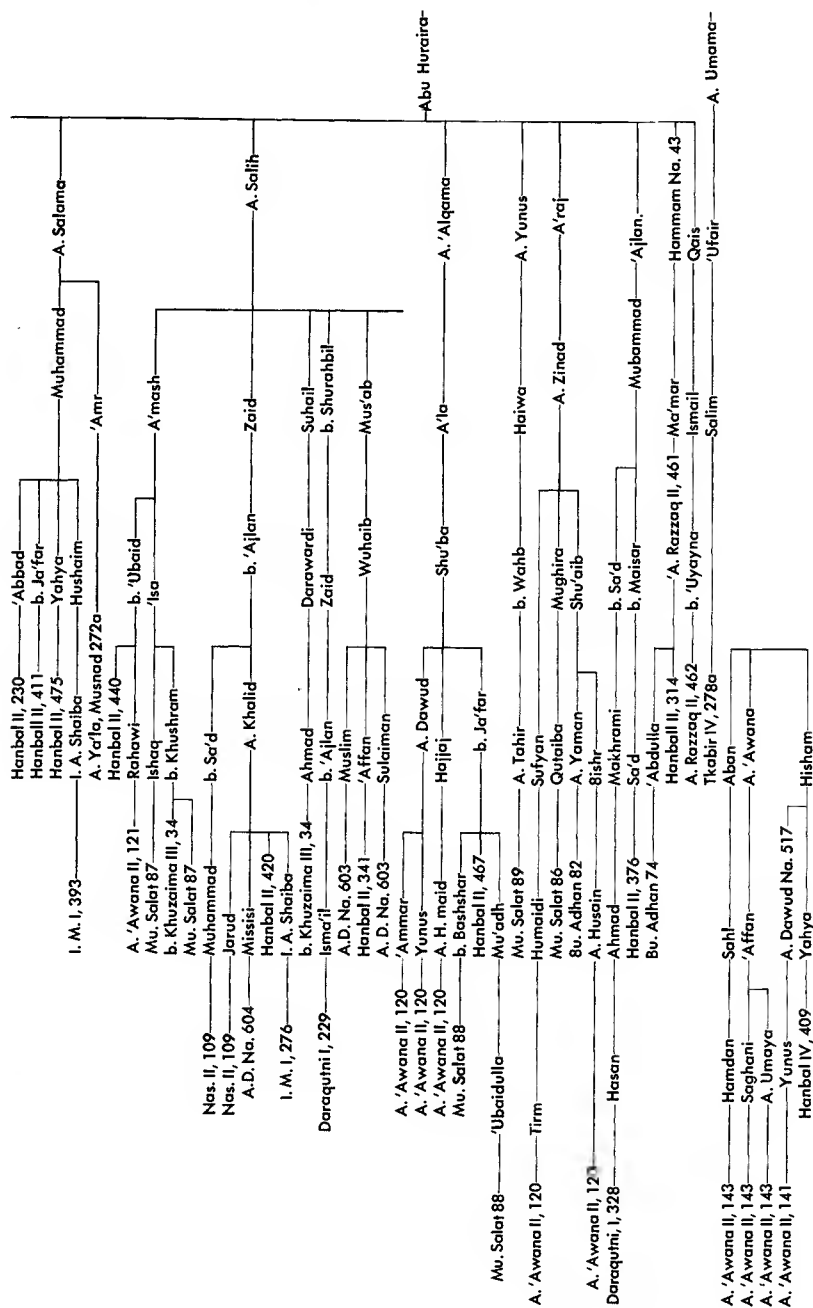 Hanbal II, 230 'Abbad
Hanball II, 411 b. Ja'far
Hanbal II, 475 Yahya Muhammad A. Salama
I. M. I, 393 I. A. Shaiba Hushaim
A. Ya'la, Musnad 272a 'Amr
Hanbal II, 440
A. 'Awana II, 121 Rahawi b. 'Ubaid
Mu. Salat 87 Ishaq 'Isa A'mash
b. Khuzaima III, 34 b. Khushram
Mu. Salat 87
Nas. II, 109 Muhammad b. Sa'd
Nas. II, 109 Jarud b. 'Ajlan Zaid A. Salih
A.D. Na. 604 Missisi A. Khalid
Hanbal II, 420
I. M. I, 276 I. A. Shaiba
b. Khuzaima III, 34 Ahmad Darawardi Suhail
Daraqutni I, 229 Isma'il b. 'Ajlan Zaid b. Shurahbil
A.D. Na. 603 Muslim
Hanbal II, 341 'Affan Wuhaib Mus'ab
A. D. Na. 603 Sulaiman
Abu Huraira
A. 'Awana II, 120 'Ammar
A. 'Awana II, 120 Yunus A. Dawud
A. 'Awana II, 120 A. H. maid Hajjaj Shu'ba A'la A. 'Alqama
Mu. Salat 88 b. Bashshar
Hanbal II, 467 b. Ja'far
Mu. Salat 88 'Ubaidulla Mu'adh
Mu. Salat 89 A. Tahir b. Wahb Haiwa A. Yunus
A. 'Awana II, 120 Tirm Humaidi Sufyan
Mu. Salat 86 Qutaiba Mughira A. Zinad A'raj
8u. Adhan 82 A. Yaman Shu'aib
A. 'Awana II, 120 A. Husain 8ishr
Daraqutni, I, 328 Hasan Ahmad Makhrami b. Sa'd
Hanbal II, 376 Sa'd b. Maisar Mubammad 'Ajlan.
Bu. Adhan 74 'Abdulla
Hanball II, 314 'A. Razzaq II, 461 Ma'mar Hammam Na. 43
A. Razzaq II, 462 b. 'Uyayna Ismail Qais
Tkabir IV, 278a Salim 'Ufair A. Umama
A. 'Awana II, 143 Hamdan Sahl Aban
A. 'Awana II, 143 Saghani 'Affan A. 'Awana
A. 'Awana II, 143 A. Umaya
A. 'Awana II, 141 Yunus A. Dawud Na. 517 Hisham
Hanbal IV, 409 Yahya